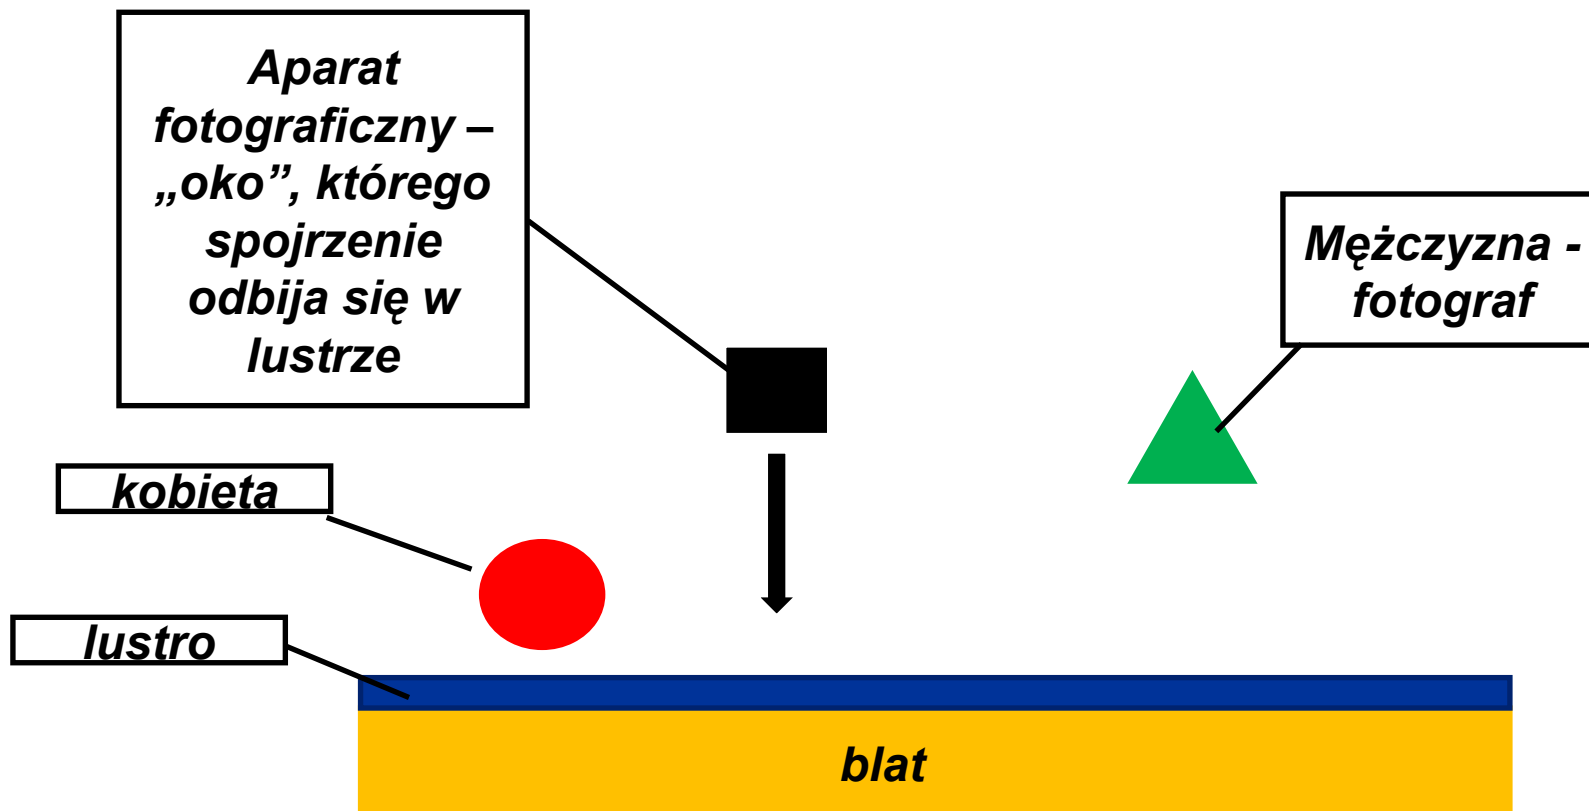 Aparat
fotograficzny –
„oko”, którego
spojrzenie
odbija się w
lustrze
Mężczyzna -
fotograf
kobieta
lustro
blat